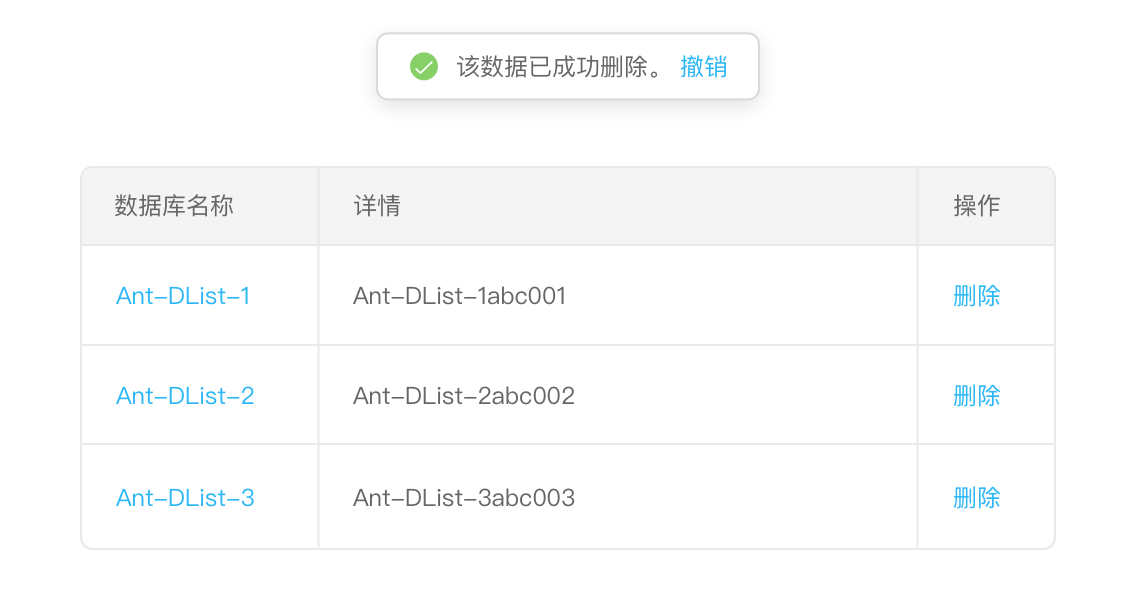 该数据已成功删除。 撤销
数据库名称 详情 操作
Ant-DList-1 Ant-DList-1abc001 删除
Ant-DList-2 Ant-DList-2abc002 删除
Ant-DList-3 Ant-DList-3abc003 删除